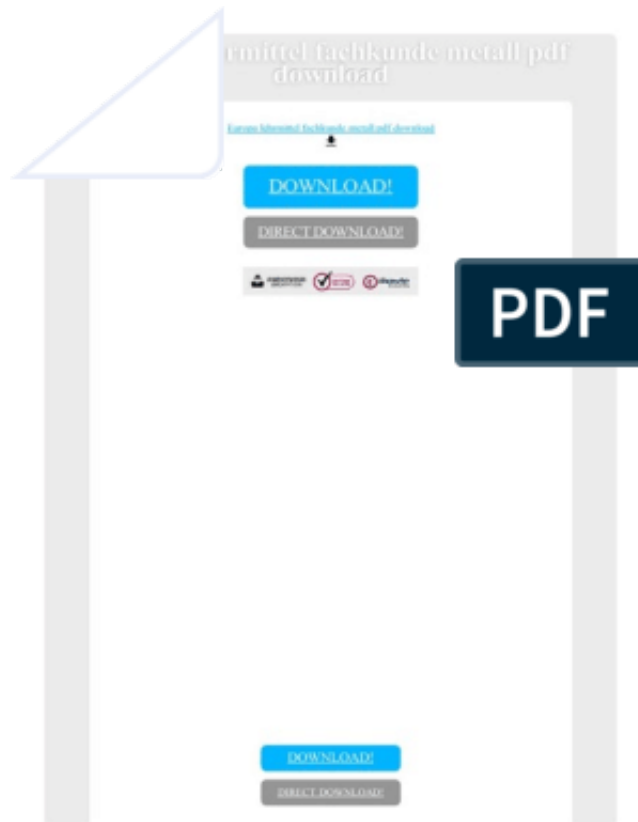 rmittel fachkunde metall pdf
download
Europa lehrmittel fachkunde metall pdf download
DOWNLOAD!
DIRECT DOWNLOAD!
PDF
DOWNLOAD!
DIRECT DOWNLOAD!